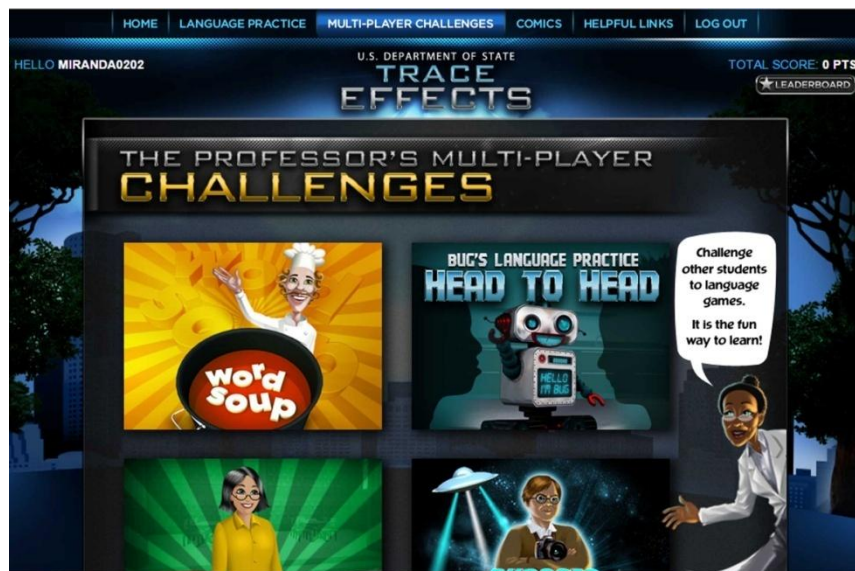 HOME LANGUAGE PRACTICE MULTI-PLAYER CHALLENGES COMICS HELPFUL LINKS LOG OUT
HELLO MIRANDA0202
U.S. DEPARTMENT OF STATE
TRACE
EFFECTS
TOTAL SCORE: 0 PTS
LEADERBOARD
THE PROFESSOR'S MULTI-PLAYER
CHALLENGES
word
soup
BUG'S LANGUAGE PRACTICE
HEAD TO HEAD
HELLO
I'M BUG
Challenge
other students
to language
games.
It is the fun
way to learn!